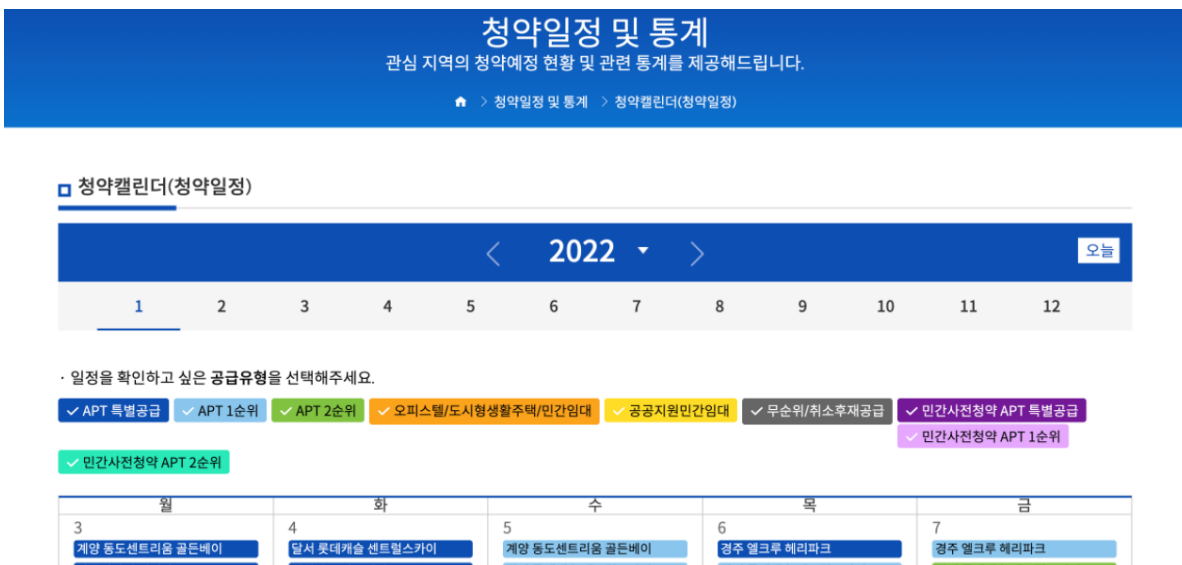 청약일정 및 통계
관심 지역의 청약예정 현황 및 관련 통계를 제공해드립니다.
> 청약일정 및 통계 > 청약캘린더(청약일정)
청약캘린더(청약일정)
< 2022 > 오늘
1 2 3 4 5 6 7 8 9 10 11 12
· 일정을 확인하고 싶은 공급유형을 선택해주세요.
APT 특별공급 APT 1순위 APT 2순위 오피스텔/도시형생활주택/민간임대 공공지원민간임대 무순위/취소후재공급 민간사전청약 APT 특별공급
민간사전청약 APT 1순위
민간사전청약 APT 2순위
월 화 수 목 금
3 4 5 6 7
계양 동도센트리움 골든베이 달서 롯데캐슬 센트럴스카이 계양 동도센트리움 골든베이 경주 엘크루 헤리파크 경주 엘크루 헤리파크